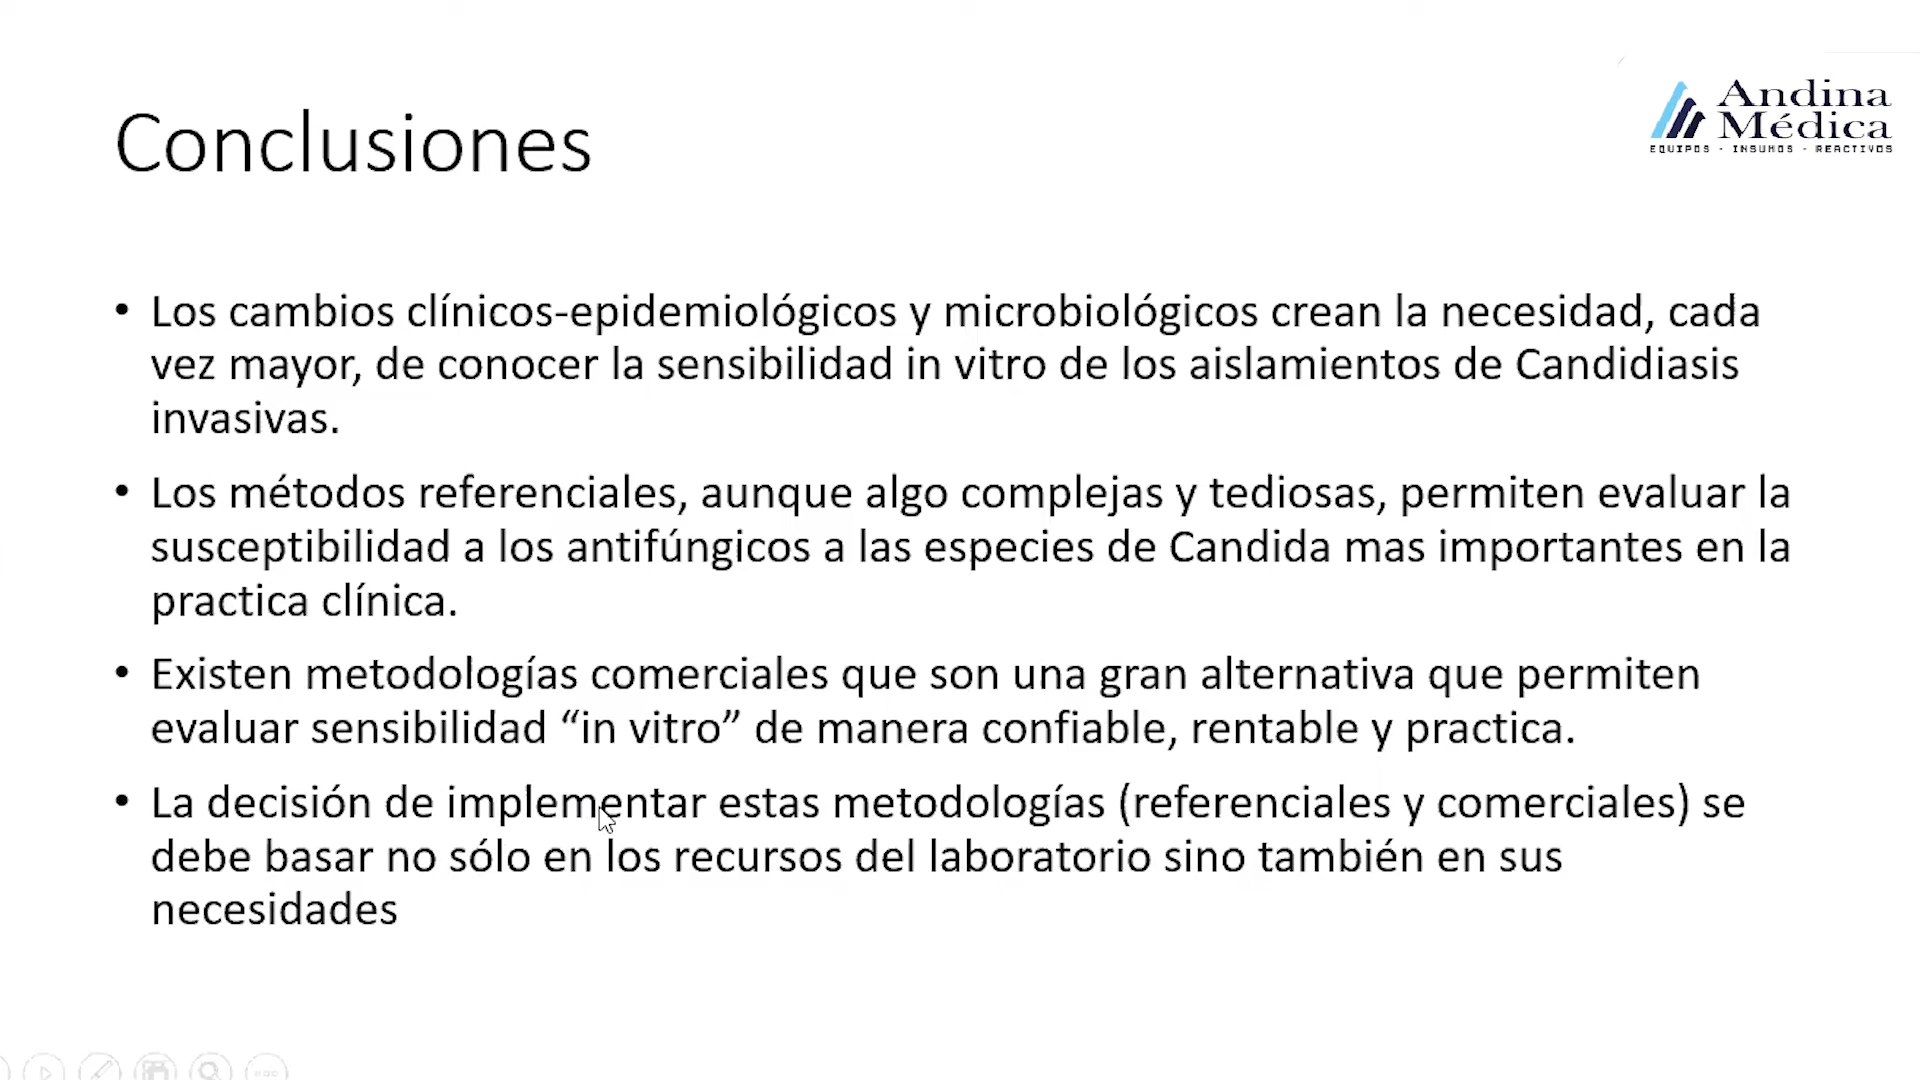 Conclusiones
Andina
Médica
EQUIPOS - INSUMOS - REACTIVOS
• Los cambios clínicos-epidemiológicos y microbiológicos crean la necesidad, cada
vez mayor, de conocer la sensibilidad in vitro de los aislamientos de Candidiasis
invasivas.
• Los métodos referenciales, aunque algo complejas y tediosas, permiten evaluar la
susceptibilidad a los antifúngicos a las especies de Candida mas importantes en la
practica clínica.
• Existen metodologías comerciales que son una gran alternativa que permiten
evaluar sensibilidad “in vitro” de manera confiable, rentable y practica.
• La decisión de implementar estas metodologías (referenciales y comerciales) se
debe basar no sólo en los recursos del laboratorio sino también en sus
necesidades